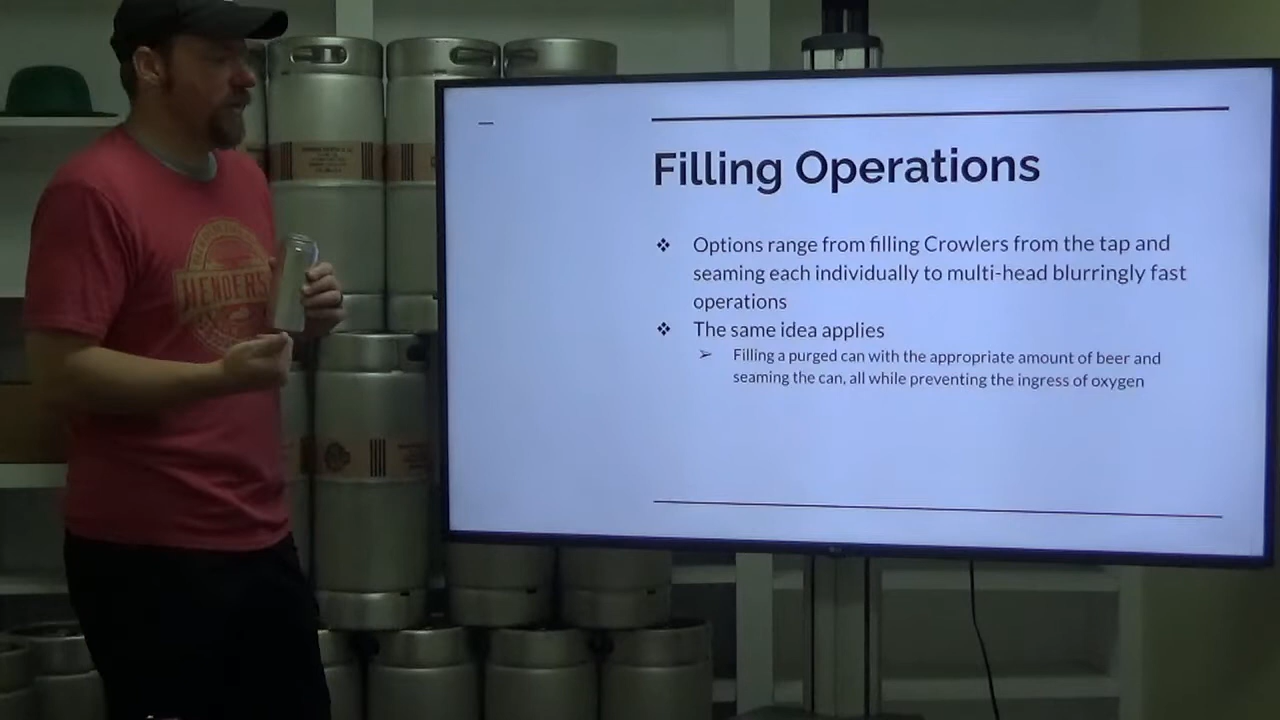 Filling Operations
❖ Options range from filling Crowlers from the tap and
seaming each individually to multi-head blurringly fast
operations
❖ The same idea applies
➢ Filling a purged can with the appropriate amount of beer and
seaming the can, all while preventing the ingress of oxygen
HENDERS